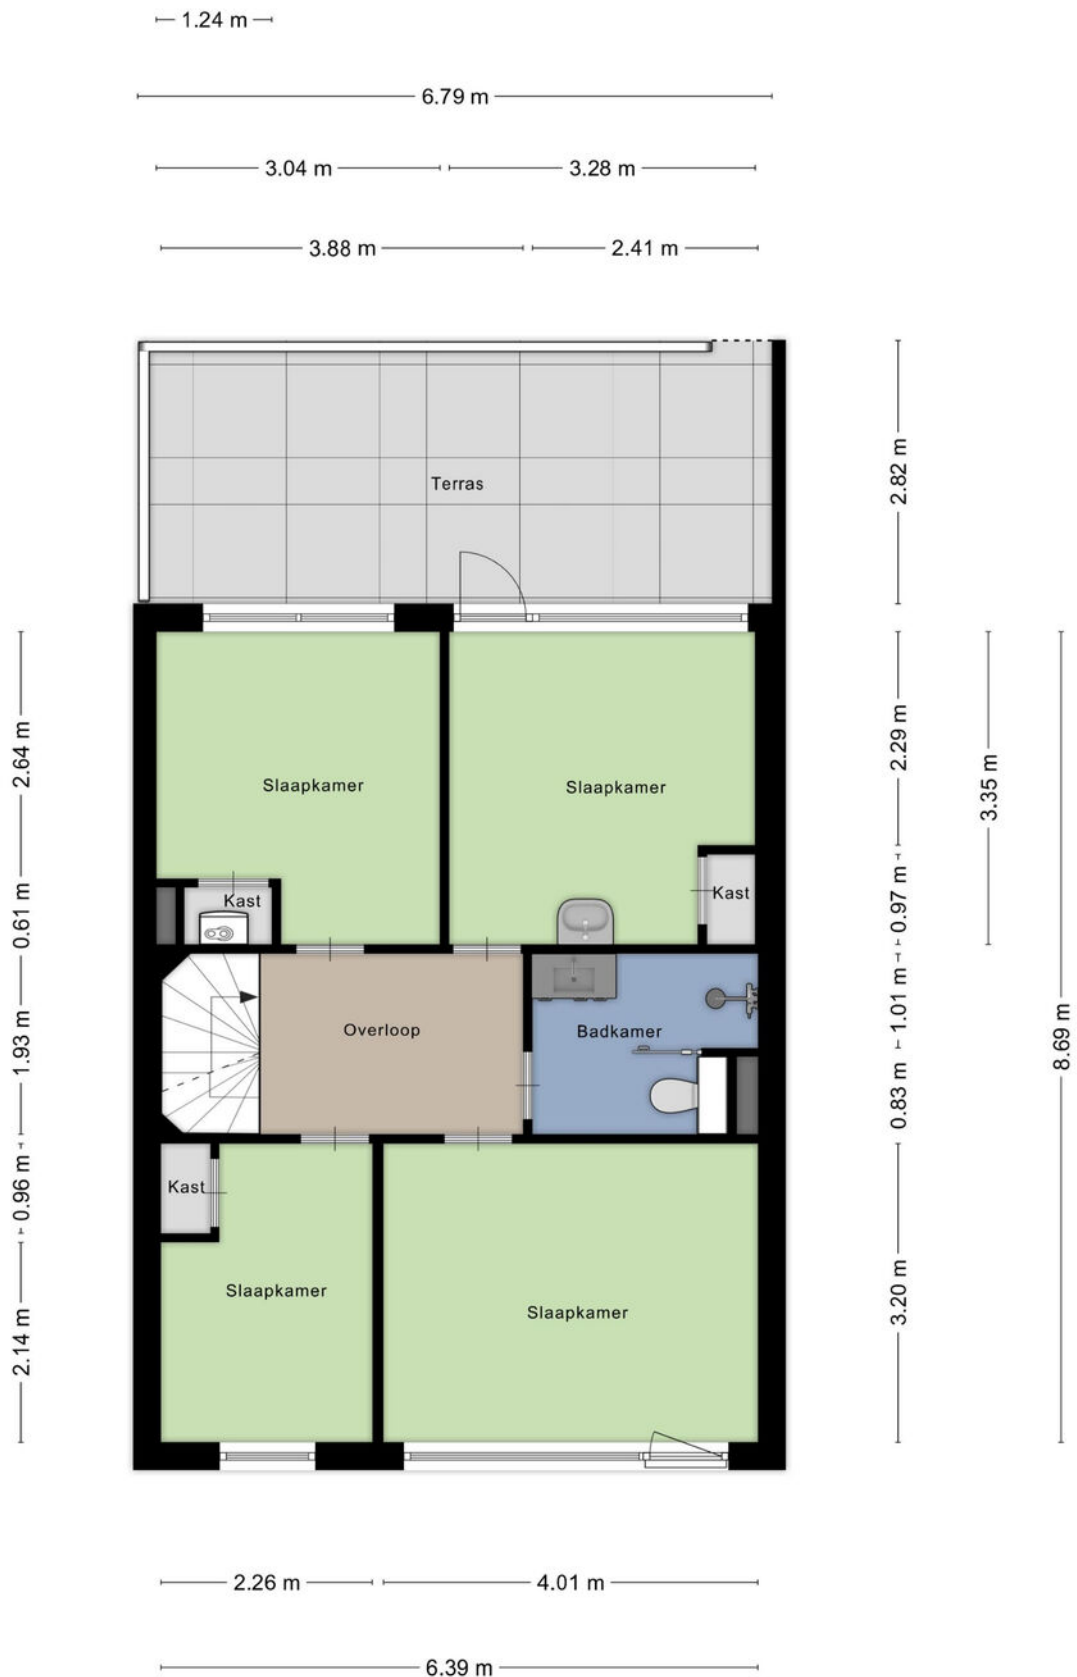 1.24 m
6.79 m
3.04 m
3.28 m
3.88 m
2.41 m
2.82 m
Terras
2.64 m
2.29 m
3.35 m
Slaapkamer
Slaapkamer
0.61 m
Kast
Kast
0.97 m
1.93 m
Overloop
Badkamer
1.01 m
8.69 m
0.83 m
0.96 m
Kast
Slaapkamer
Slaapkamer
2.14 m
3.20 m
2.26 m
4.01 m
6.39 m